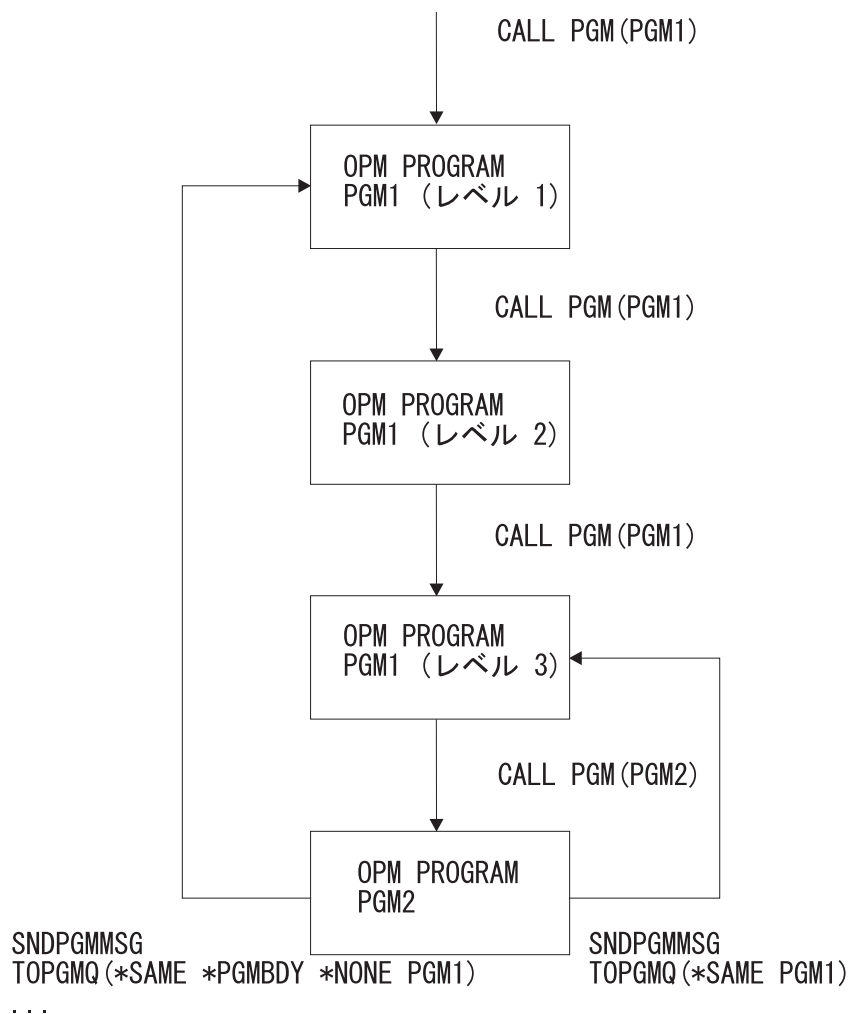 CALL PGM(PGM1)
OPM PROGRAM
PGM1 (レベル 1)
CALL PGM(PGM1)
OPM PROGRAM
PGM1 (レベル 2)
CALL PGM(PGM1)
OPM PROGRAM
PGM1 (レベル 3)
CALL PGM(PGM2)
OPM PROGRAM
PGM2
SNDPGMMSG
TOPGMQ(*SAME *PGMBDY *NONE PGM1)
SNDPGMMSG
TOPGMQ(*SAME PGM1)
...